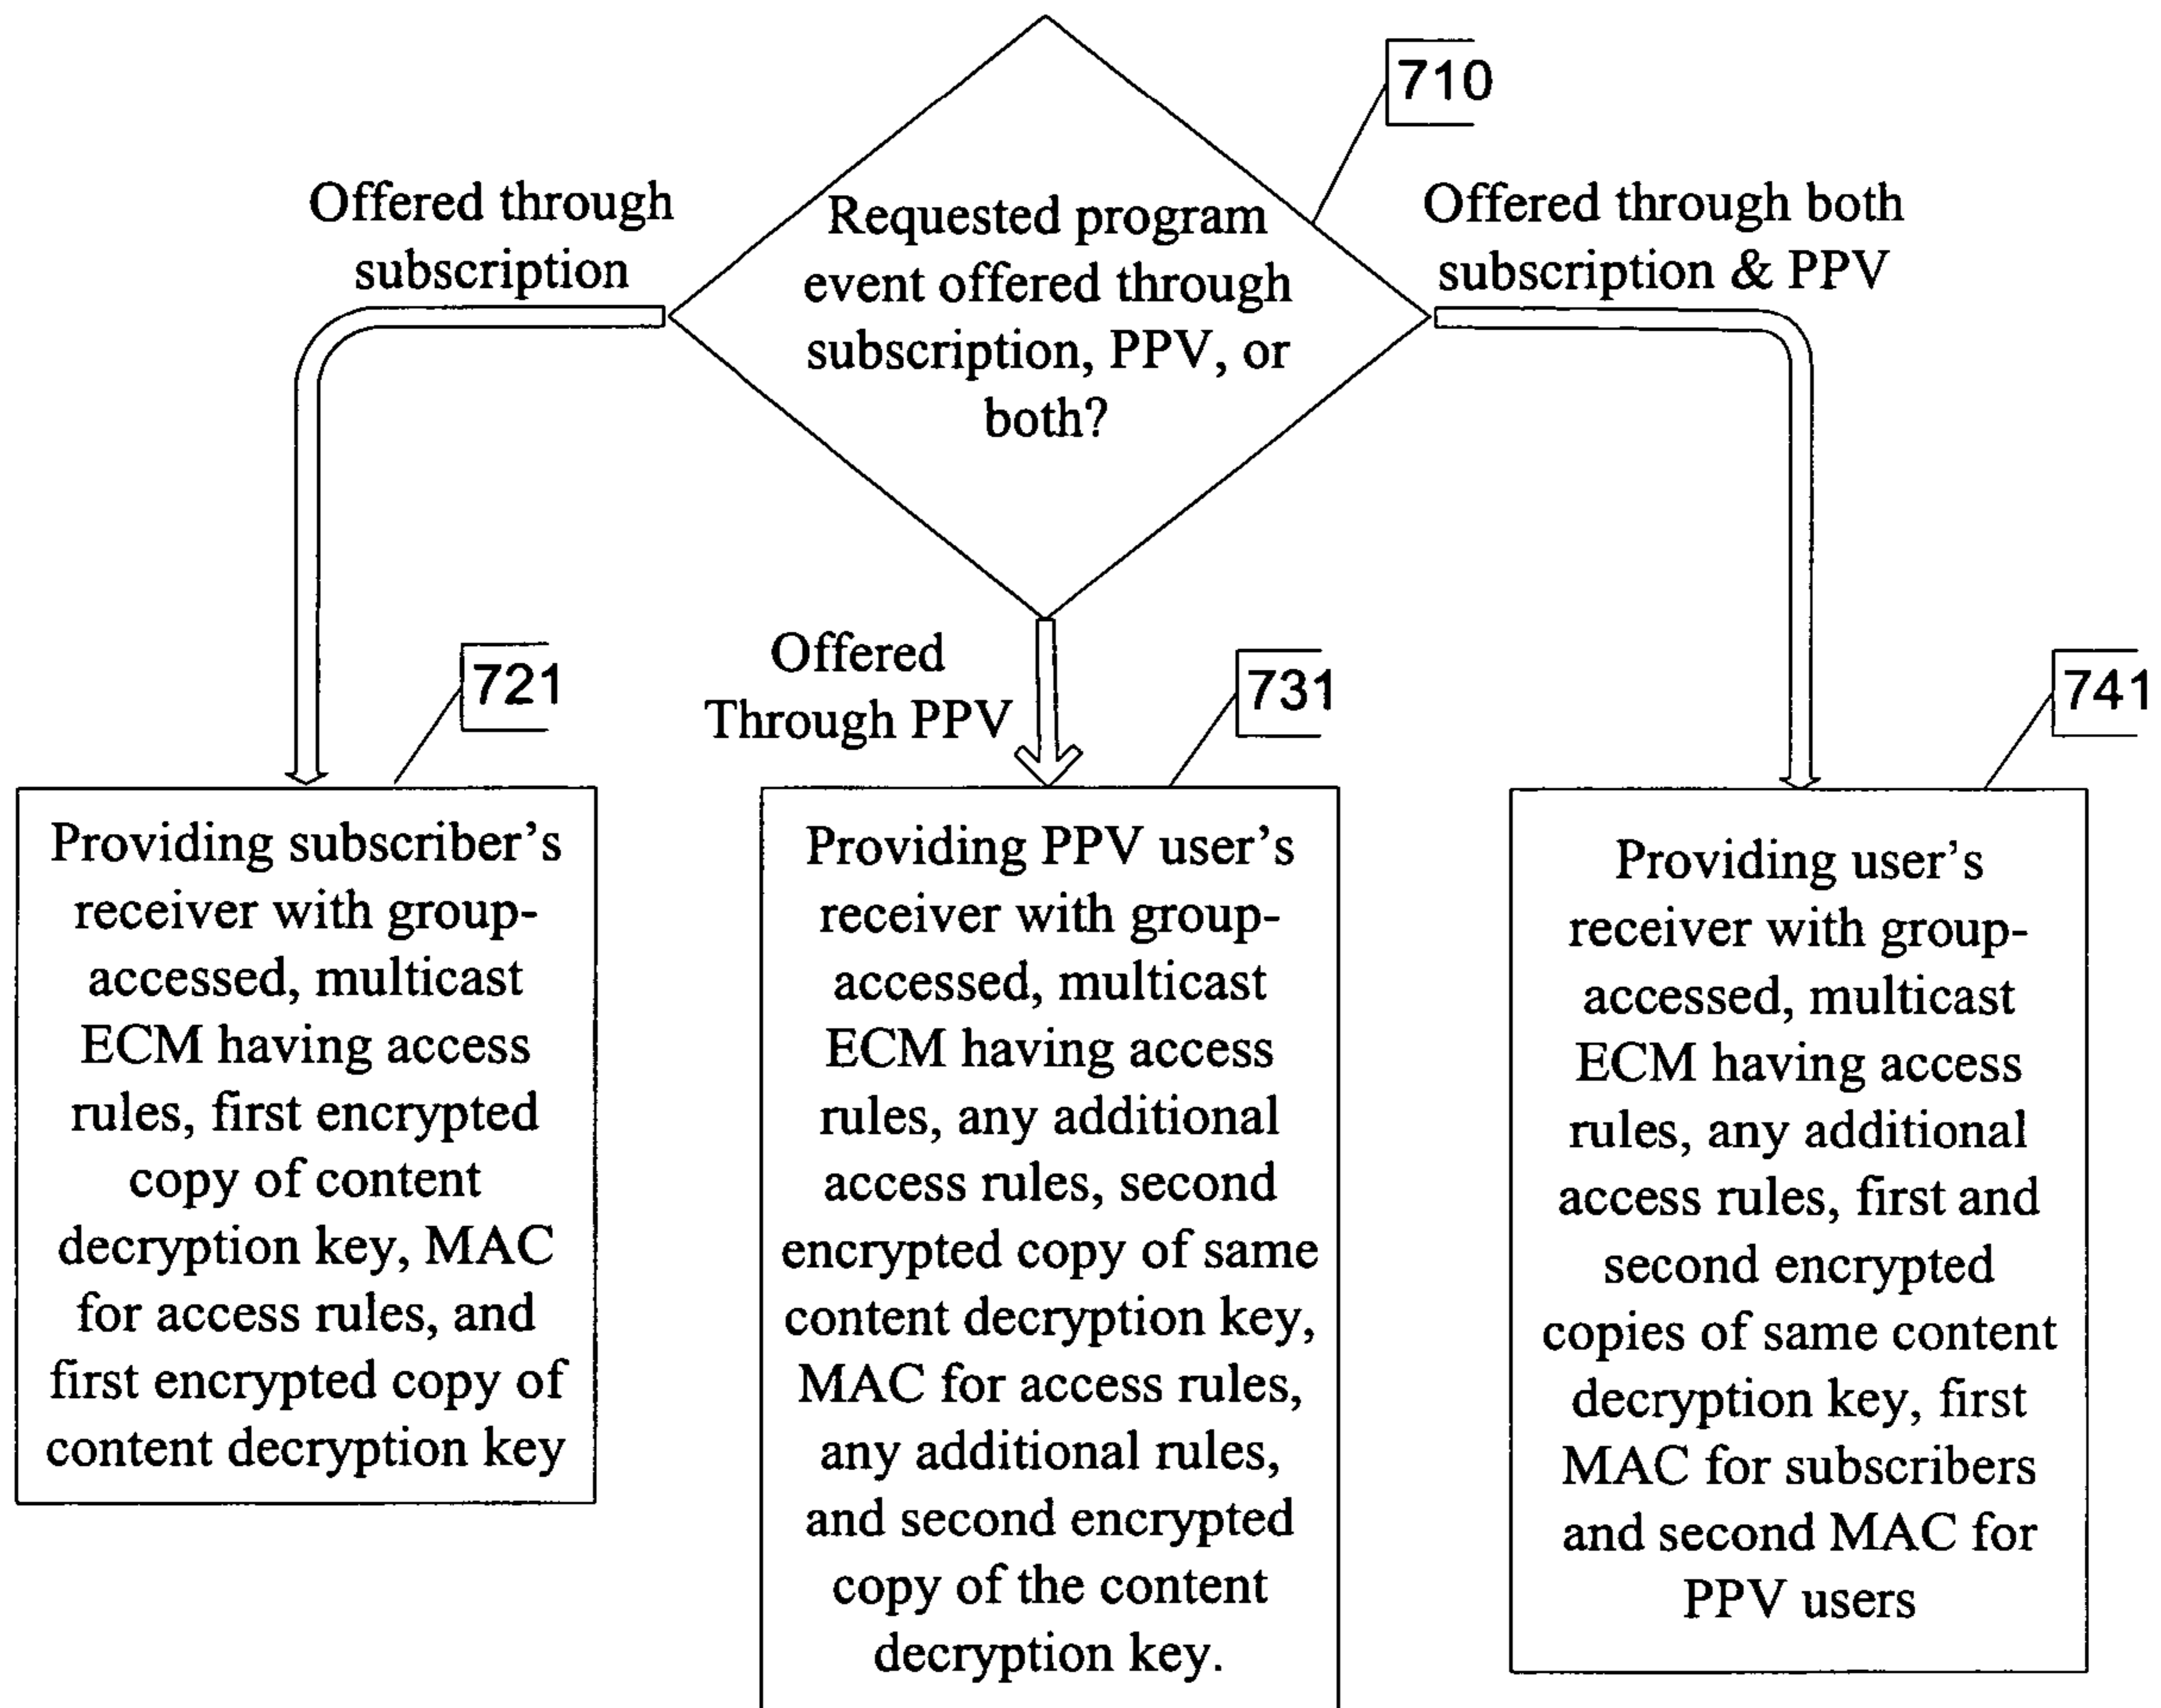 710
Offered through
subscription
Requested program
event offered through
subscription, PPV, or
both?
Offered through both
subscription & PPV
Offered
Through PPV
721
731
741
Providing subscriber’s
receiver with group-
accessed, multicast
ECM having access
rules, first encrypted
copy of content
decryption key, MAC
for access rules, and
first encrypted copy of
content decryption key
Providing PPV user’s
receiver with group-
accessed, multicast
ECM having access
rules, any additional
access rules, second
encrypted copy of same
content decryption key,
MAC for access rules,
any additional rules,
and second encrypted
copy of the content
decryption key.
Providing user’s
receiver with group-
accessed, multicast
ECM having access
rules, any additional
access rules, first and
second encrypted
copies of same content
decryption key, first
MAC for subscribers
and second MAC for
PPV users